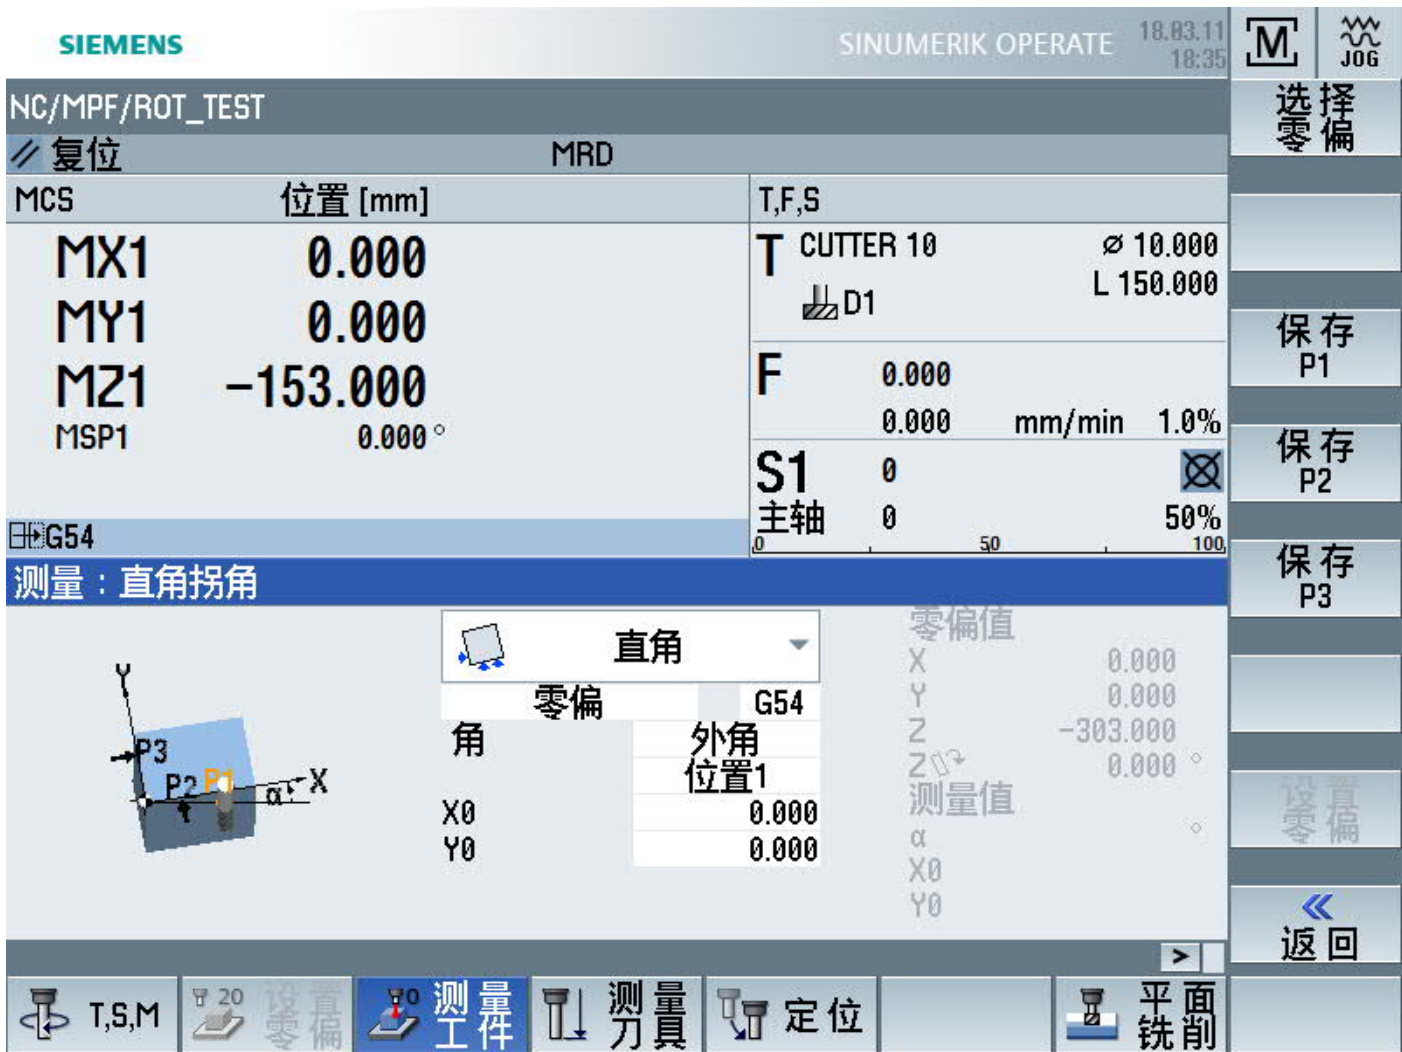 SIEMENS
SINUMERIK OPERATE
18.03.11
18:35
M
JOG
NC/MPF/ROT_TEST
选择
零偏
复位
MRD
MCS
位置 [mm]
T,F,S
MX1 0.000
MY1 0.000
MZ1 -153.000
MSP1 0.000 °
T CUTTER 10 ⌀ 10.000
D1 L 150.000
F 0.000
0.000 mm/min 1.0%
S1 0
主轴 0 50%
0 50 100
G54
保存
P1
保存
P2
保存
P3
测量：直角拐角
Y
P3
P2
P1
α
X
直角
零偏 G54
角 外角
位置1
X0 0.000
Y0 0.000
零偏值
X 0.000
Y 0.000
Z -303.000
Z 0.000 °
测量值
α °
X0
Y0
设置
零偏
«
返回
>
T,S,M
20
设置
零偏
0
测量
工件
测量
刀具
定位
平面
铣削